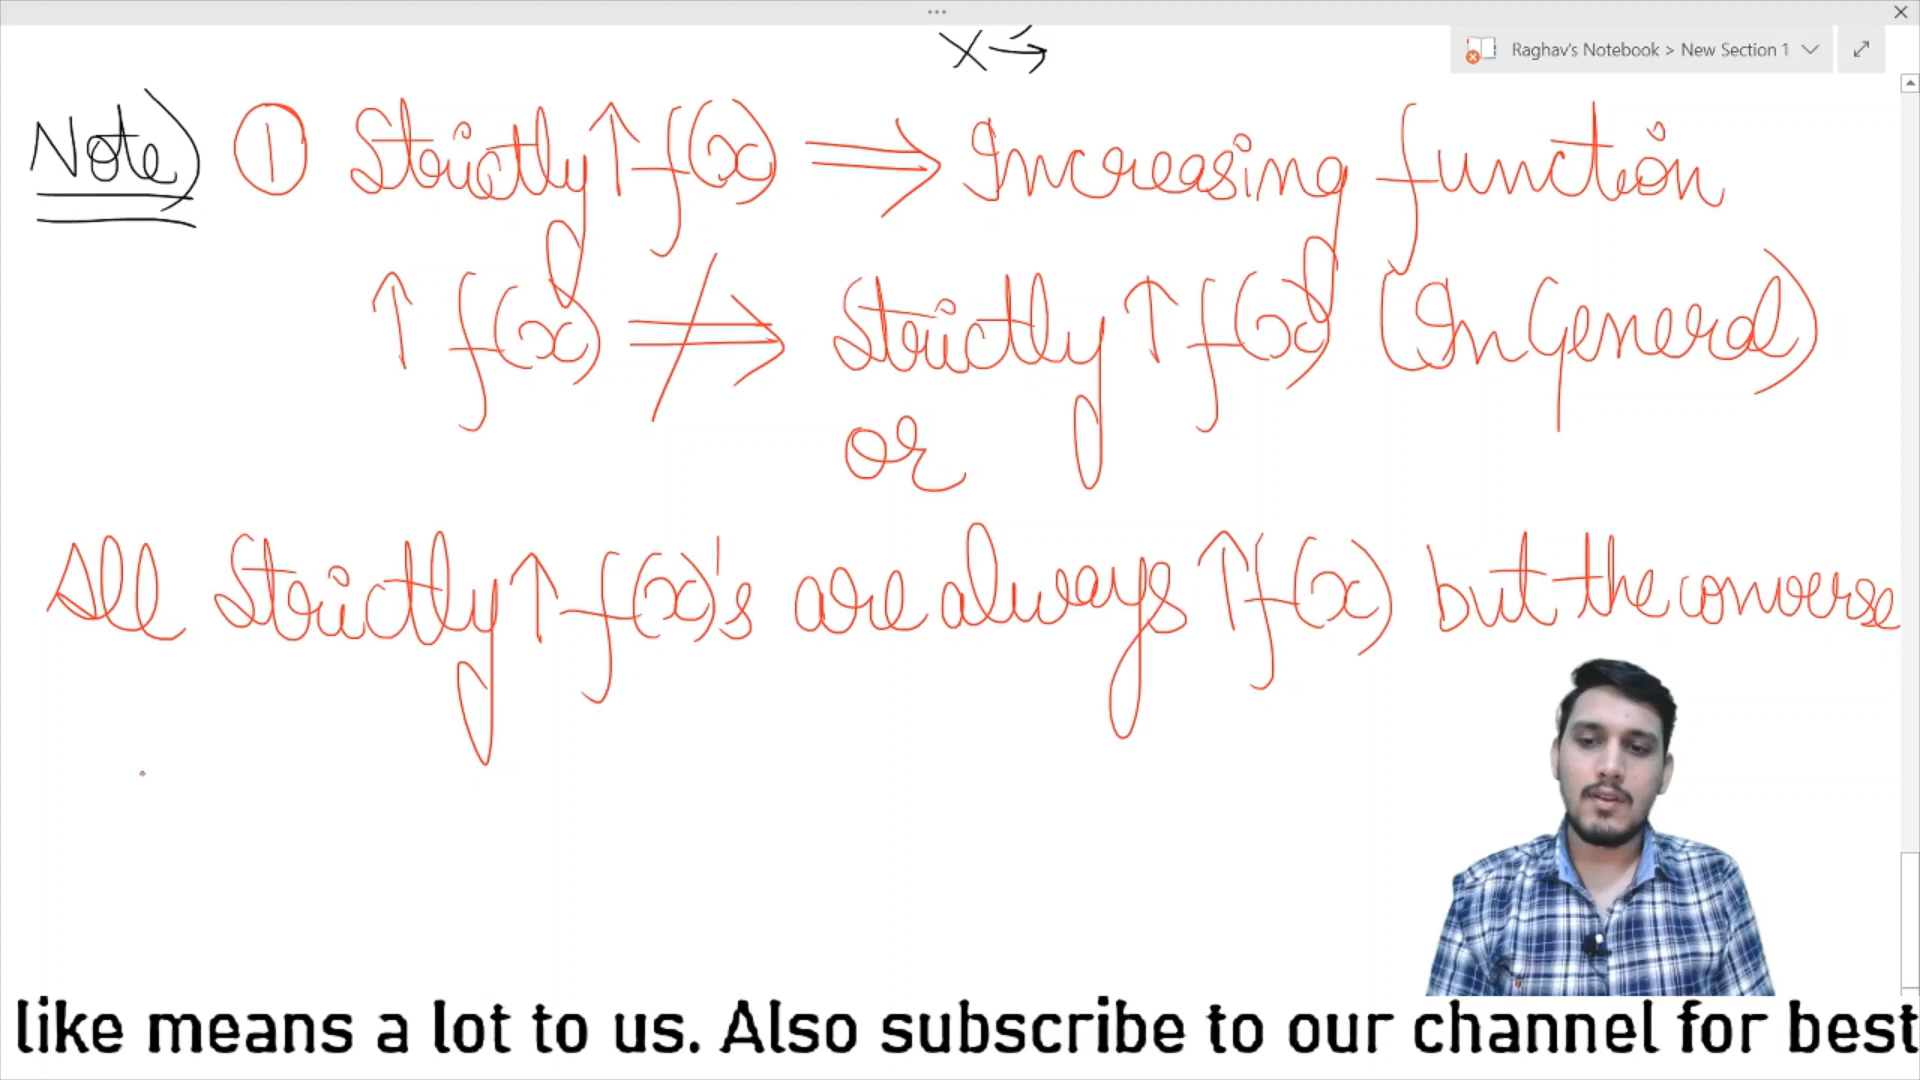 X→
Raghav's Notebook > New Section 1
Note) ① Strictly ↑ f(x) ⟹ Increasing function
↑ f(x) ⇏ Strictly ↑ f(x) (In General)
or
All Strictly ↑ f(x)'s are always ↑ f(x) but the converse
like means a lot to us. Also subscribe to our channel for best